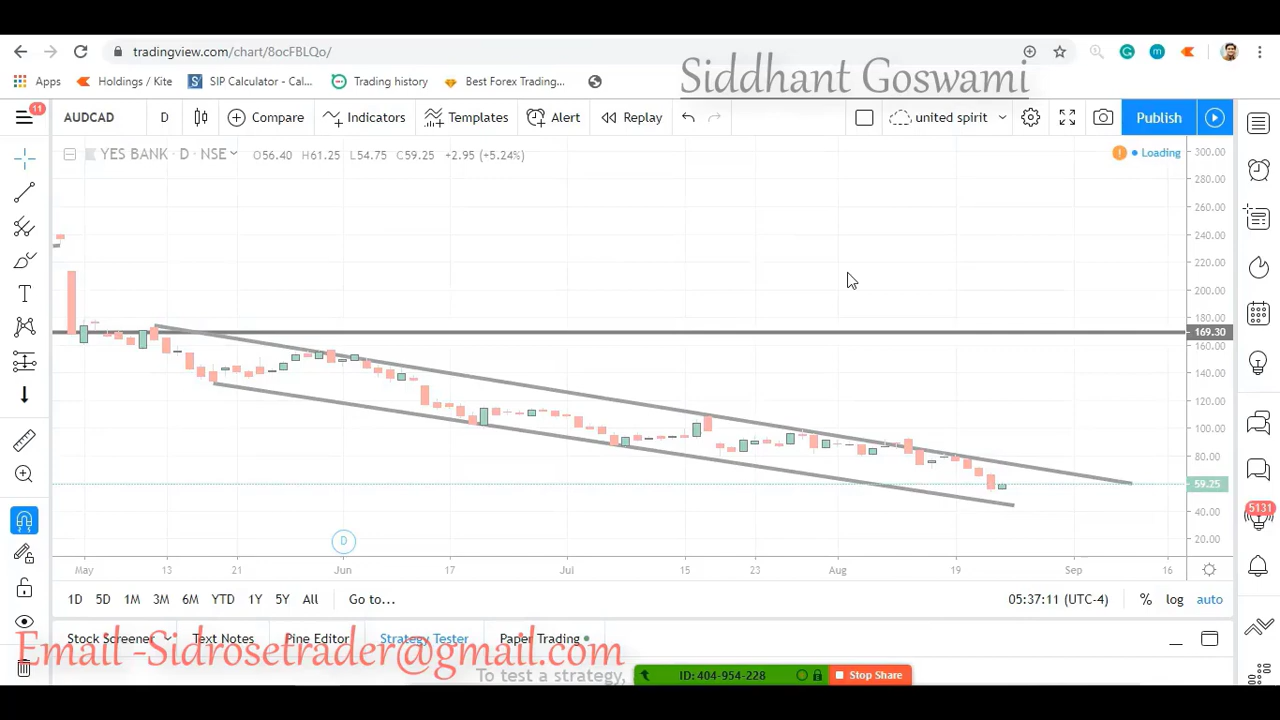 tradingview.com/chart/8ocFBLQo/
Apps Holdings / Kite SIP Calculator - Cal... Trading history Best Forex Trading...
Siddhant Goswami
11
AUDCAD D Compare Indicators Templates Alert Replay united spirit Publish
YES BANK · D · NSE O56.40 H61.25 L54.75 C59.25 +2.95 (+5.24%)
1 Loading
300.00
280.00
260.00
240.00
220.00
200.00
180.00
169.30
160.00
140.00
120.00
100.00
80.00
59.25
40.00
20.00
5131
D
May 13 21 Jun 17 Jul 15 23 Aug 19 Sep 16
1D 5D 1M 3M 6M YTD 1Y 5Y All Go to... 05:37:11 (UTC-4) % log auto
Stock Screener Text Notes Pine Editor Strategy Tester Paper Trading
Email -Sidrosetrader@gmail.com
To test a strategy,
ID: 404-954-228 Stop Share